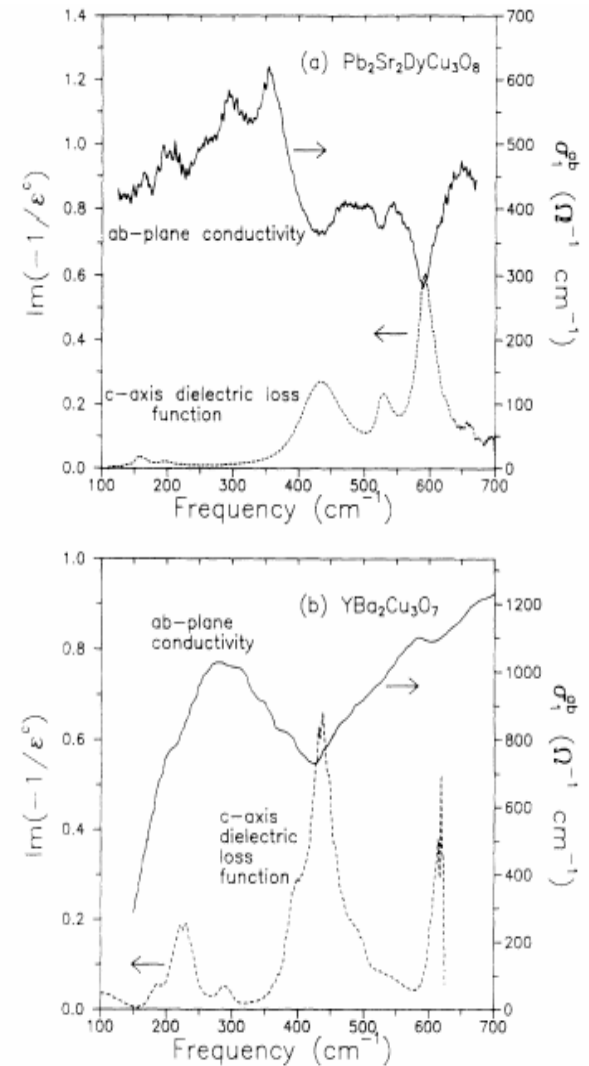 1.4
1.2
1.0
0.8
0.6
0.4
0.2
0.0
Im(−1/εᶜ)
(a) Pb₂Sr₂DyCu₃O₈
ab−plane conductivity
c−axis dielectric loss
function
700
600
500
400
300
200
100
0
σ₁ᵃᵇ (Ω⁻¹ cm⁻¹)
100 200 300 400 500 600 700
Frequency (cm⁻¹)
1.0
0.8
0.6
0.4
0.2
0.0
Im(−1/εᶜ)
(b) YBa₂Cu₃O₇
ab−plane
conductivity
c−axis
dielectric
loss
function
1200
1000
800
600
400
200
0
σ₁ᵃᵇ (Ω⁻¹ cm⁻¹)
100 200 300 400 500 600 700
Frequency (cm⁻¹)